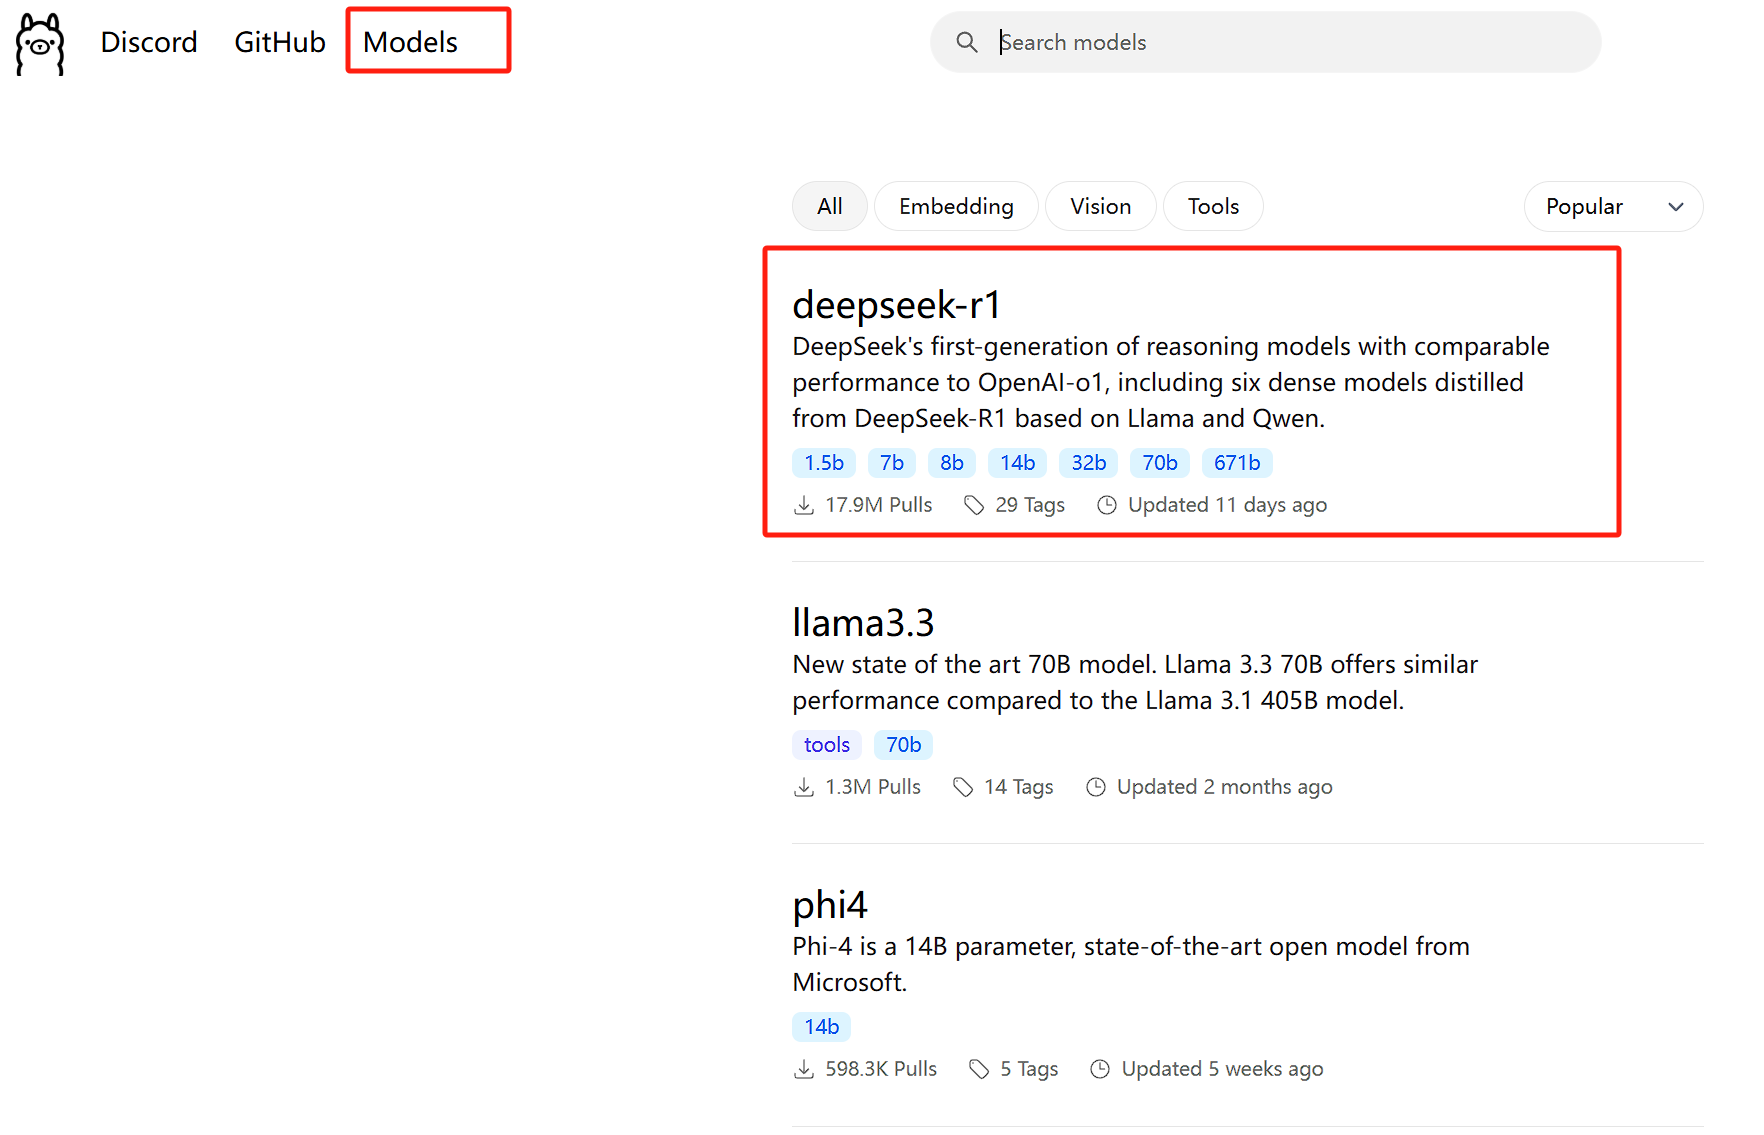 Discord GitHub Models Search models
All Embedding Vision Tools Popular
deepseek-r1
DeepSeek's first-generation of reasoning models with comparable
performance to OpenAI-o1, including six dense models distilled
from DeepSeek-R1 based on Llama and Qwen.
1.5b 7b 8b 14b 32b 70b 671b
17.9M Pulls 29 Tags Updated 11 days ago
llama3.3
New state of the art 70B model. Llama 3.3 70B offers similar
performance compared to the Llama 3.1 405B model.
tools 70b
1.3M Pulls 14 Tags Updated 2 months ago
phi4
Phi-4 is a 14B parameter, state-of-the-art open model from
Microsoft.
14b
598.3K Pulls 5 Tags Updated 5 weeks ago